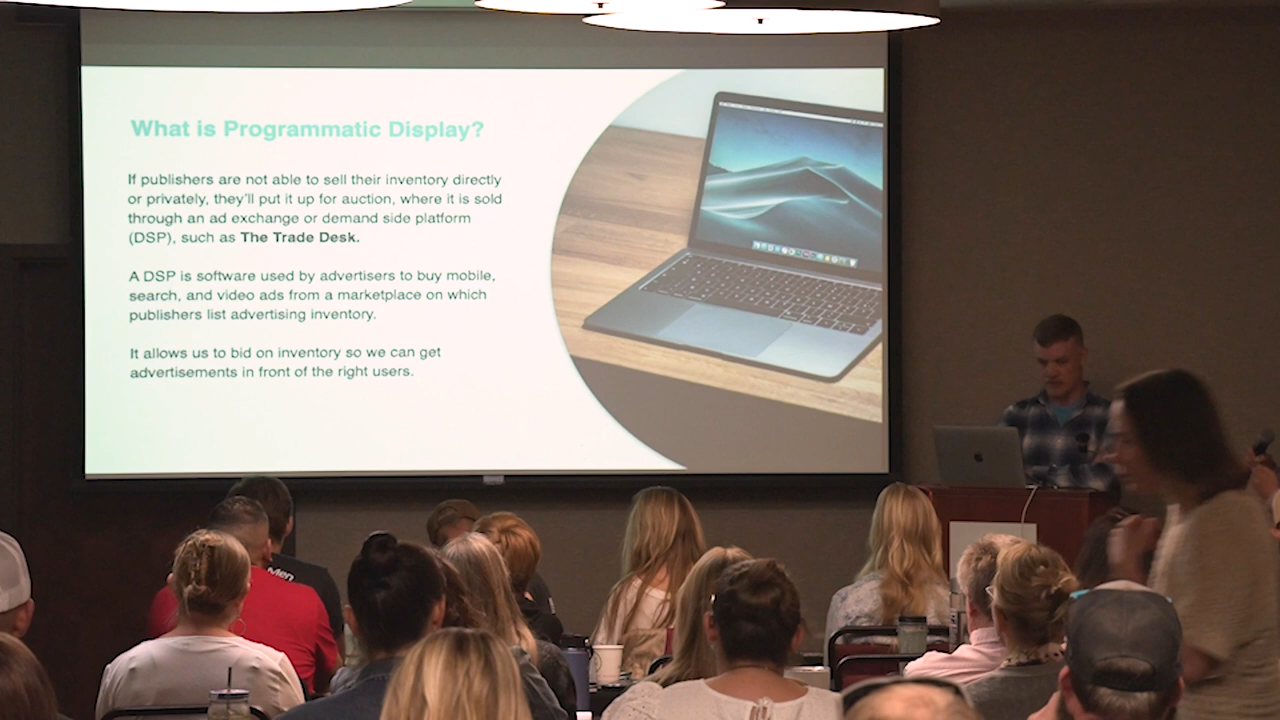 What is Programmatic Display?
If publishers are not able to sell their inventory directly
or privately, they'll put it up for auction, where it is sold
through an ad exchange or demand side platform
(DSP), such as The Trade Desk.
A DSP is software used by advertisers to buy mobile,
search, and video ads from a marketplace on which
publishers list advertising inventory.
It allows us to bid on inventory so we can get
advertisements in front of the right users.
Men